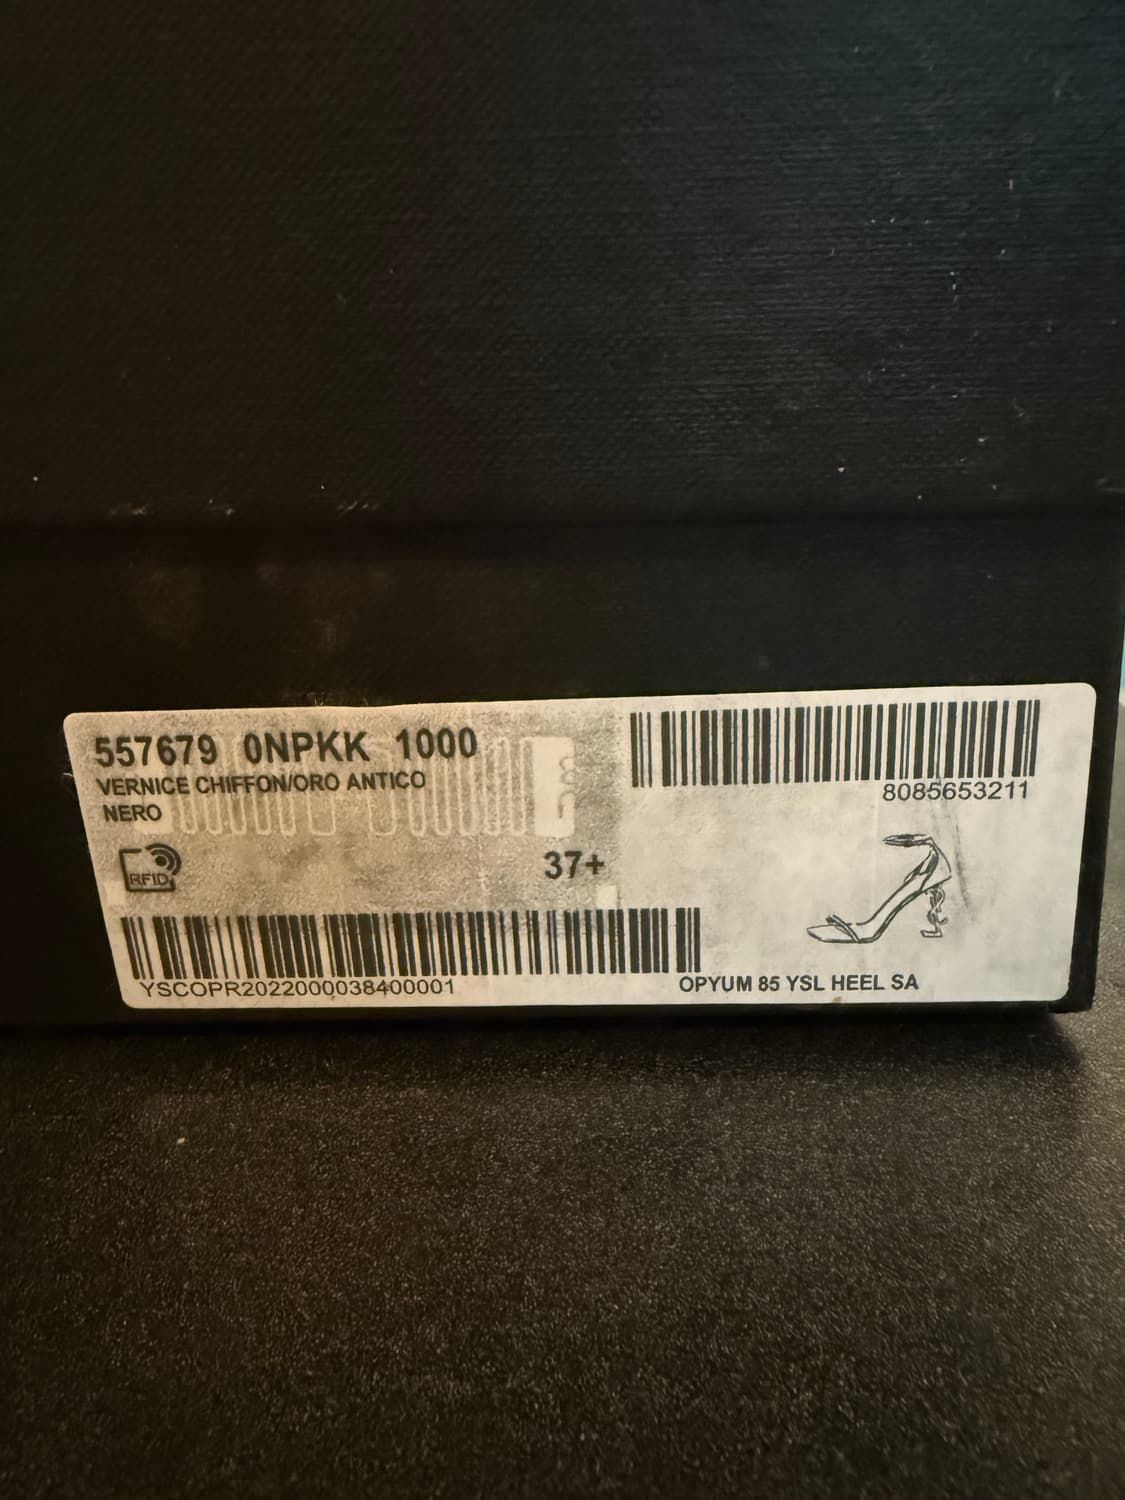 557679 0NPKK 1000
VERNICE CHIFFON/ORO ANTICO
NERO
8085653211
RFID
37+
YSCOPR2022000038400001
OPYUM 85 YSL HEEL SA